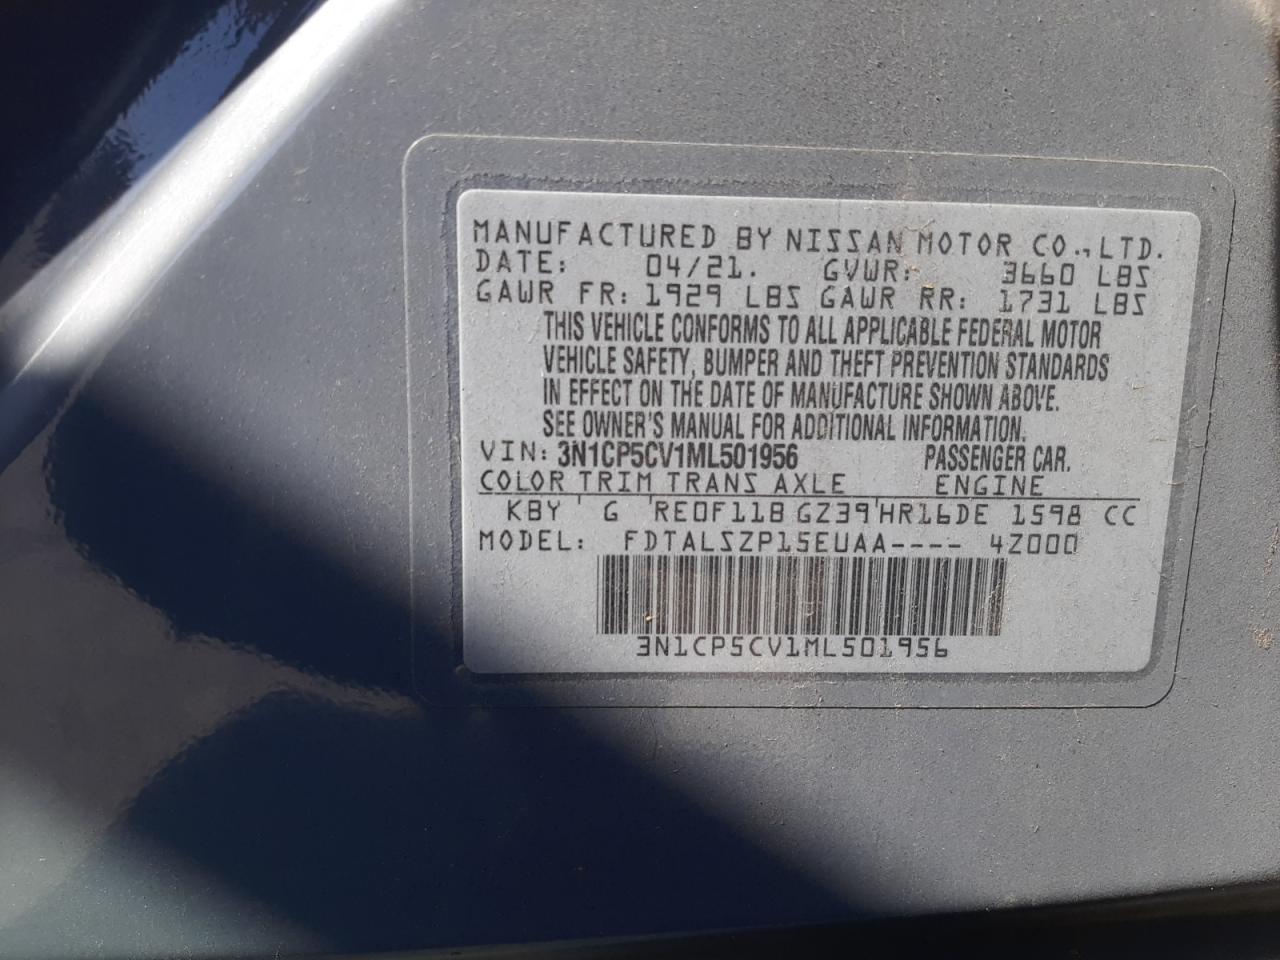 MANUFACTURED BY NISSAN MOTOR CO., LTD.
DATE: 04/21. GVWR: 3660 LBS
GAWR FR: 1929 LBS GAWR RR: 1731 LBS
THIS VEHICLE CONFORMS TO ALL APPLICABLE FEDERAL MOTOR
VEHICLE SAFETY, BUMPER AND THEFT PREVENTION STANDARDS
IN EFFECT ON THE DATE OF MANUFACTURE SHOWN ABOVE.
SEE OWNER'S MANUAL FOR ADDITIONAL INFORMATION.
VIN: 3N1CP5CV1ML501956 PASSENGER CAR.
COLOR TRIM TRANS AXLE ENGINE
KBY ' G ' RE0F11B GZ39 ' HR16DE 1598 CC
MODEL: FDTALSZP15EUAA---- 4Z000
3N1CP5CV1ML501956